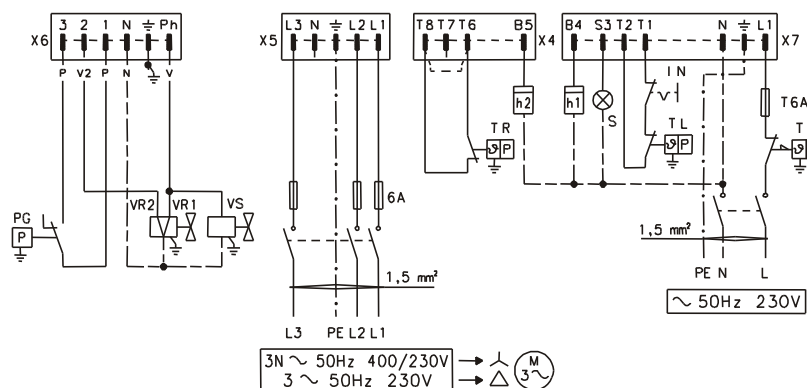 3 2 1 N Ph
X6
P V2 P N V
PG
P
VR2 VR1 VS
L3 N L2 L1
X5
6A
1,5 mm²
L3 PE L2 L1
3N ~ 50Hz 400/230V
3 ~ 50Hz 230V
M
3~
T8 T7 T6 B5
X4
h2
TR
ϑ P
B4 S3 T2 T1 N L1
X7
IN
h1
S
TL
ϑ P
T6A
T
ϑ
1,5 mm²
PE N L
~ 50Hz 230V